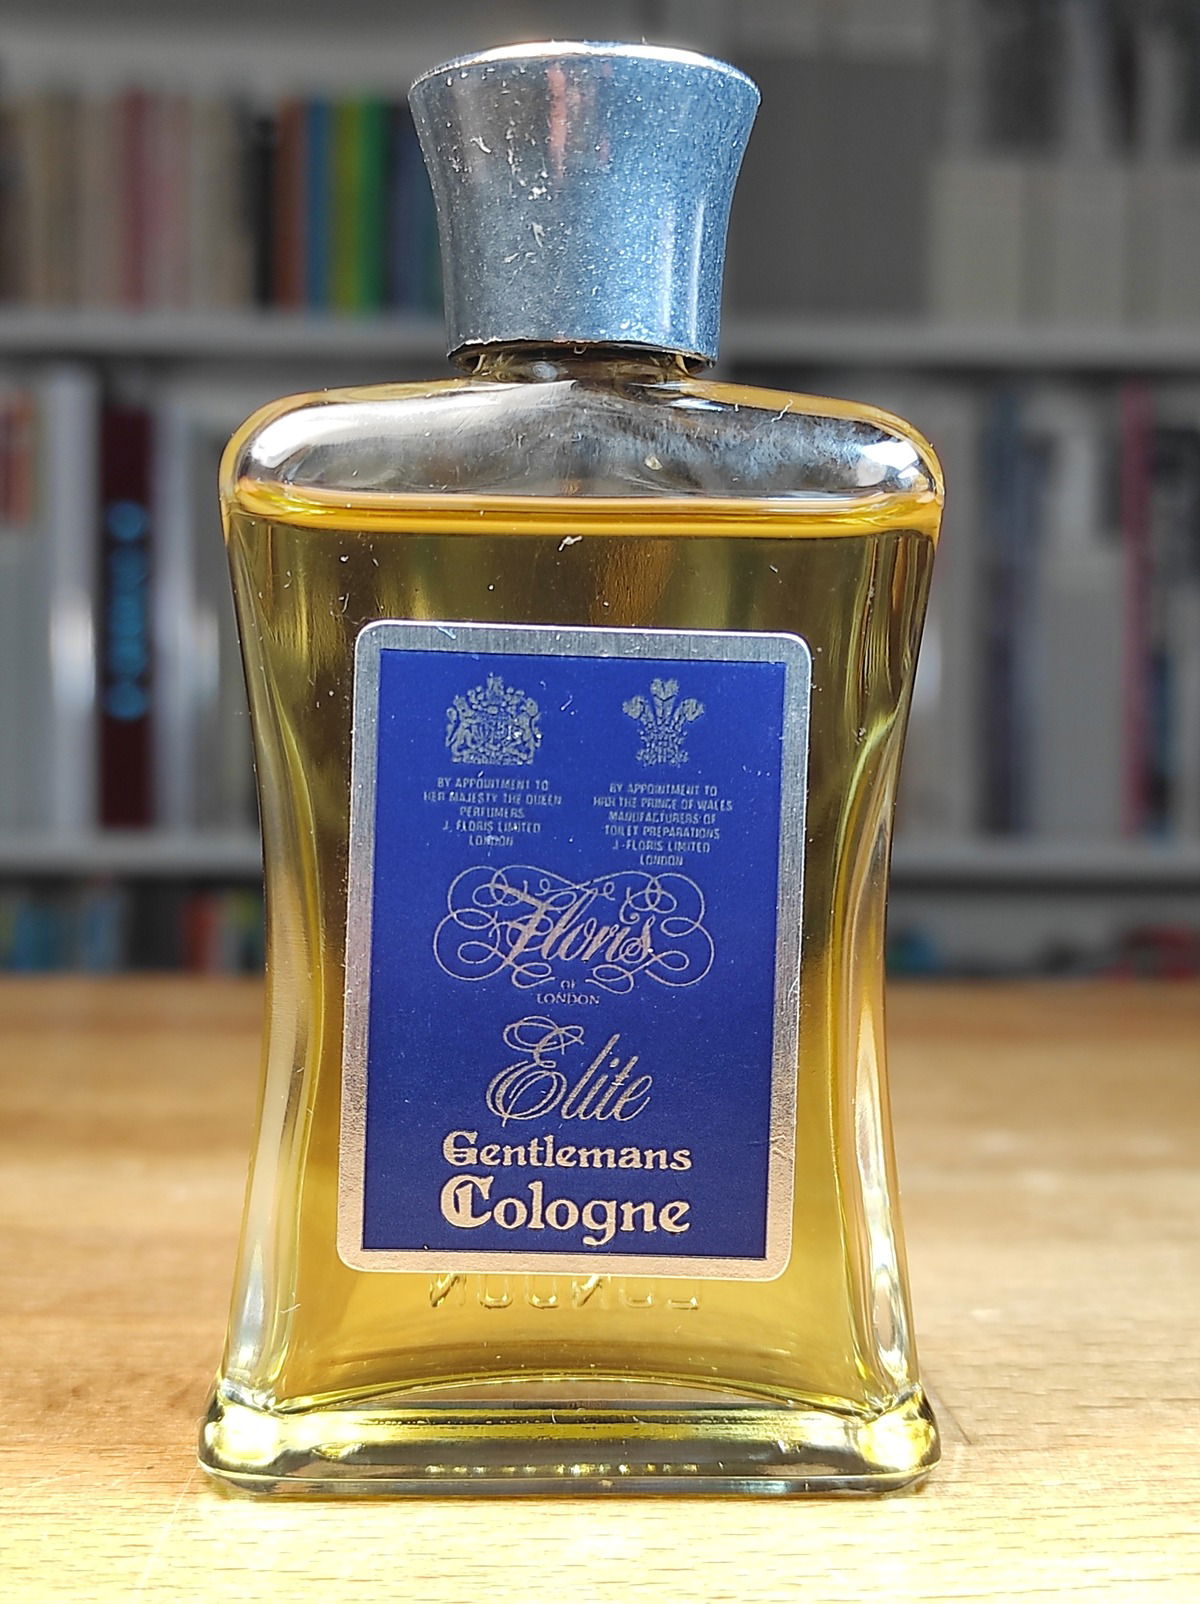 BY APPOINTMENT TO
HER MAJESTY THE QUEEN
PERFUMERS
J. FLORIS LIMITED
LONDON
BY APPOINTMENT TO
HRH THE PRINCE OF WALES
MANUFACTURERS OF
TOILET PREPARATIONS
J. FLORIS LIMITED
LONDON
Floris
OF
LONDON
Elite
Gentlemans
Cologne
LONDON